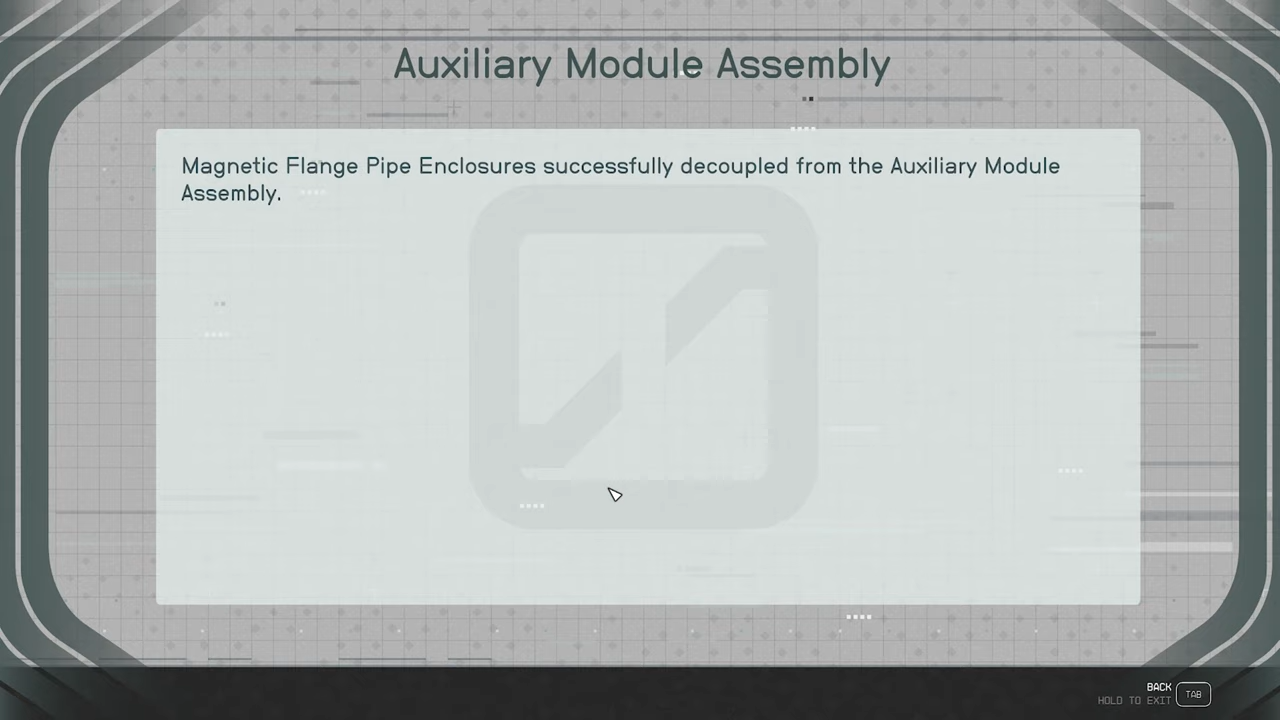 Auxiliary Module Assembly
Magnetic Flange Pipe Enclosures successfully decoupled from the Auxiliary Module
Assembly.
BACK
HOLD TO EXIT
TAB